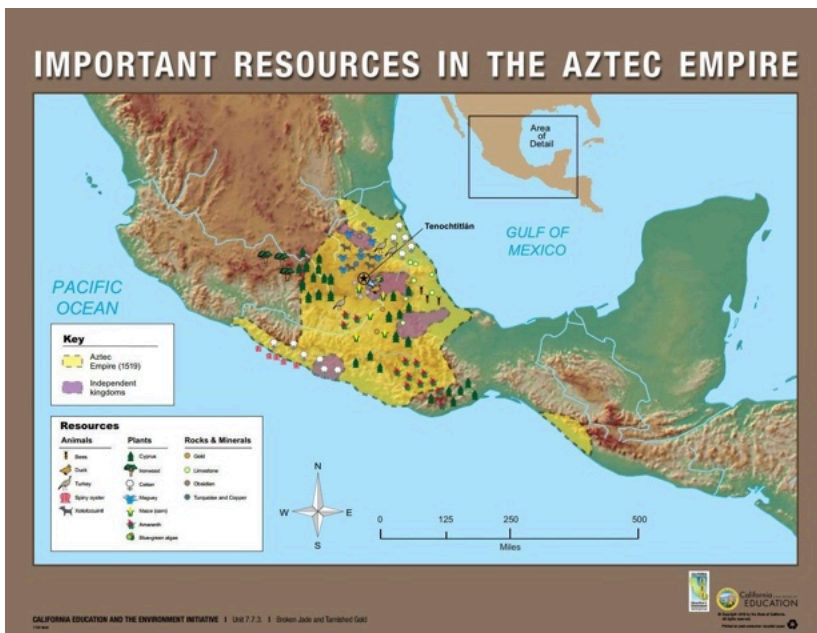 IMPORTANT RESOURCES IN THE AZTEC EMPIRE
Area
of
Detail
Tenochtitlán
GULF OF
MEXICO
PACIFIC
OCEAN
Key
Aztec
Empire (1519)
Independent
kingdoms
Resources
Animals
Bees
Duck
Turkey
Spiny oyster
Xoloitzcuintli
Plants
Cyprus
Ironwood
Cotton
Maguey
Maize (corn)
Amaranth
Blue-green algae
Rocks & Minerals
Gold
Limestone
Obsidian
Turquoise and Copper
N
W
E
S
0
125
250
500
Miles
CALIFORNIA EDUCATION AND THE ENVIRONMENT INITIATIVE I Unit 7.7.3. I Broken Jade and Tarnished Gold
California
EDUCATION